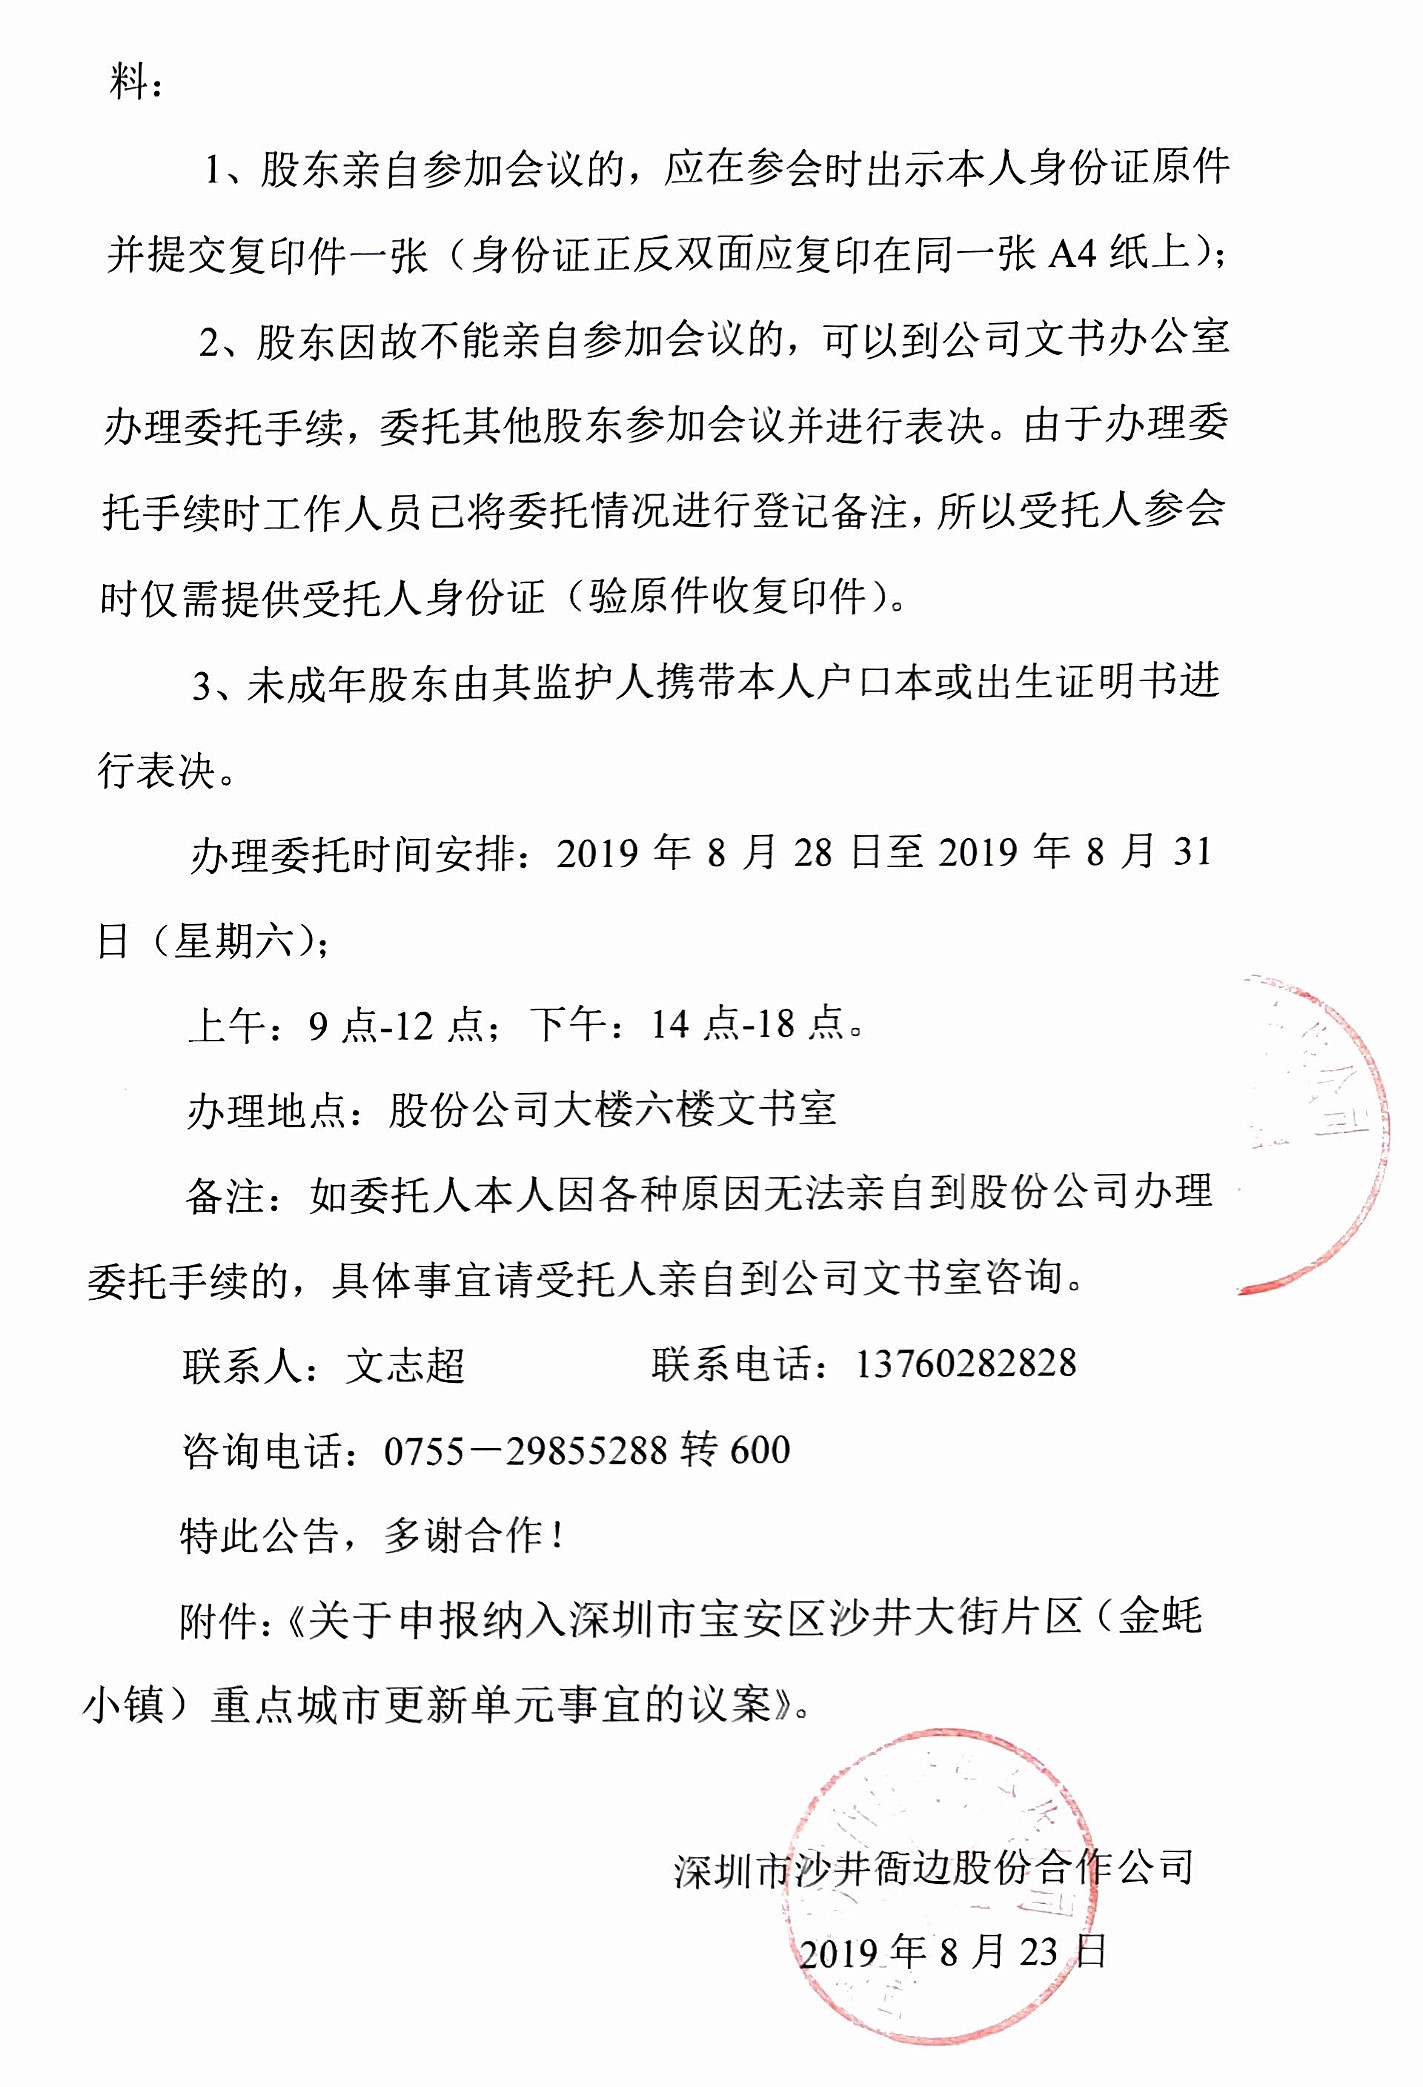 料：
1、股东亲自参加会议的，应在参会时出示本人身份证原件
并提交复印件一张（身份证正反双面应复印在同一张 A4 纸上）；
2、股东因故不能亲自参加会议的，可以到公司文书办公室
办理委托手续，委托其他股东参加会议并进行表决。由于办理委
托手续时工作人员已将委托情况进行登记备注，所以受托人参会
时仅需提供受托人身份证（验原件收复印件）。
3、未成年股东由其监护人携带本人户口本或出生证明书进
行表决。
办理委托时间安排：2019 年 8 月 28 日至 2019 年 8 月 31
日（星期六）；
上午：9 点-12 点；下午：14 点-18 点。
办理地点：股份公司大楼六楼文书室
备注：如委托人本人因各种原因无法亲自到股份公司办理
委托手续的，具体事宜请受托人亲自到公司文书室咨询。
联系人：文志超 联系电话：13760282828
咨询电话：0755－29855288 转 600
特此公告，多谢合作！
附件：《关于申报纳入深圳市宝安区沙井大街片区（金蚝
小镇）重点城市更新单元事宜的议案》。
深圳市沙井衙边股份合作公司
2019 年 8 月 23 日